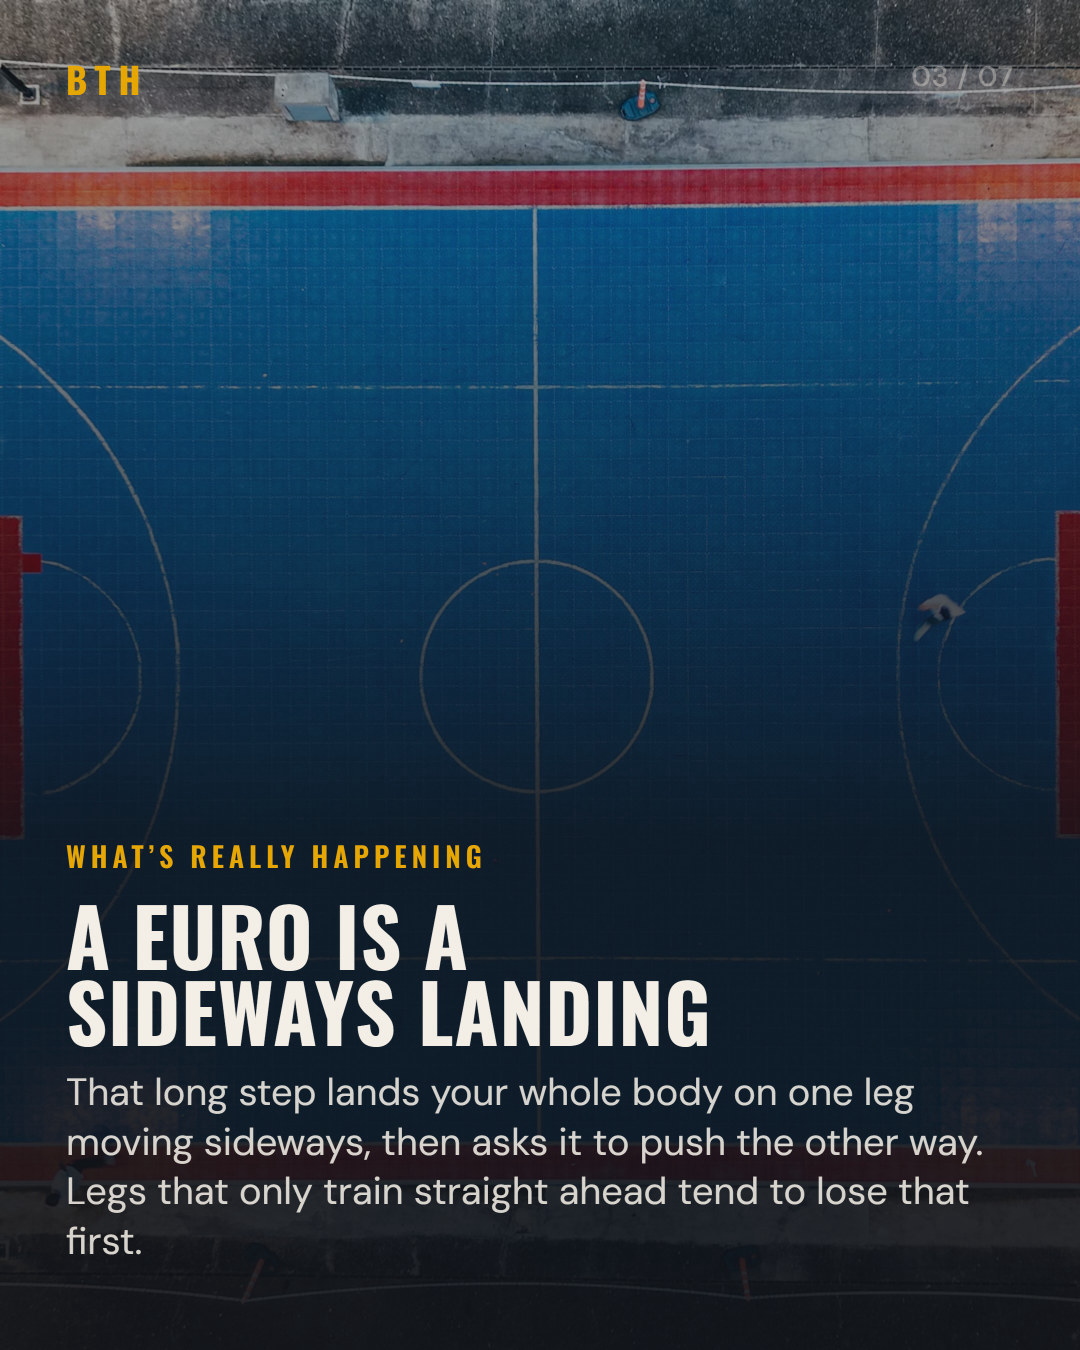 BTH
03 / 07
WHAT’S REALLY HAPPENING
A EURO IS A
SIDEWAYS LANDING
That long step lands your whole body on one leg
moving sideways, then asks it to push the other way.
Legs that only train straight ahead tend to lose that
first.